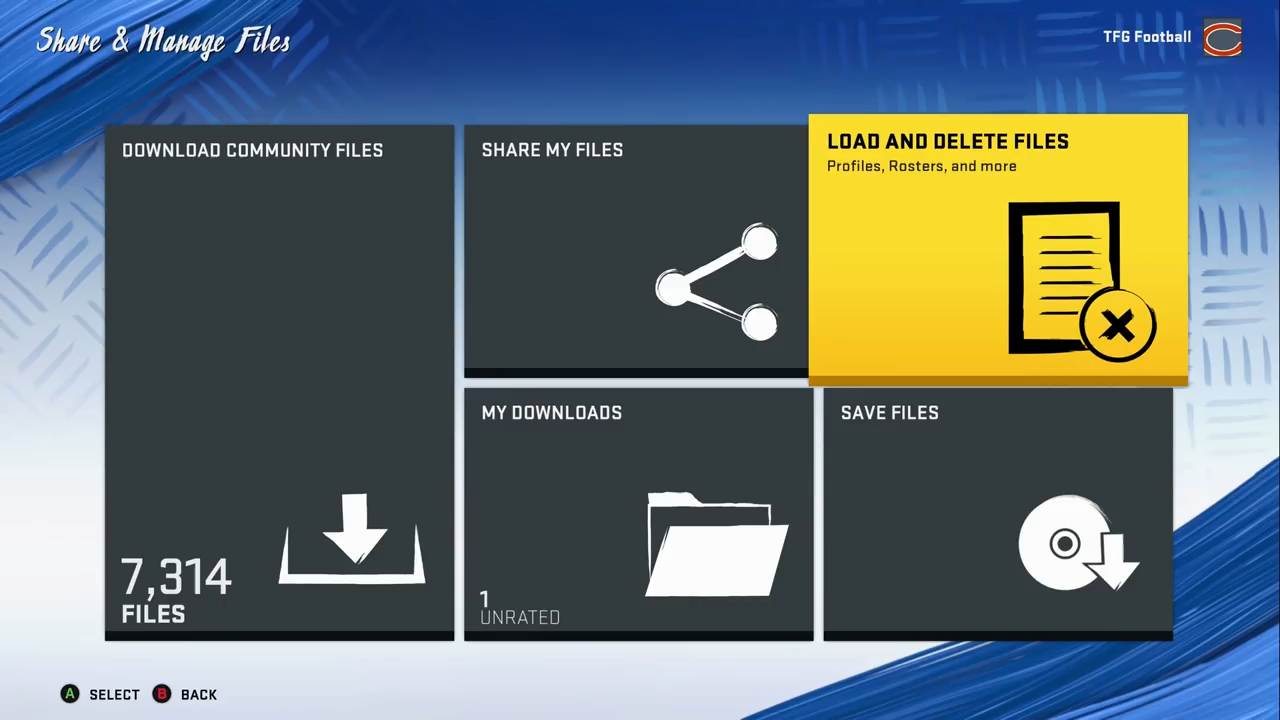 Share & Manage Files
TFG Football
DOWNLOAD COMMUNITY FILES
7,314
FILES
SHARE MY FILES
LOAD AND DELETE FILES
Profiles, Rosters, and more
MY DOWNLOADS
1
UNRATED
SAVE FILES
A SELECT B BACK